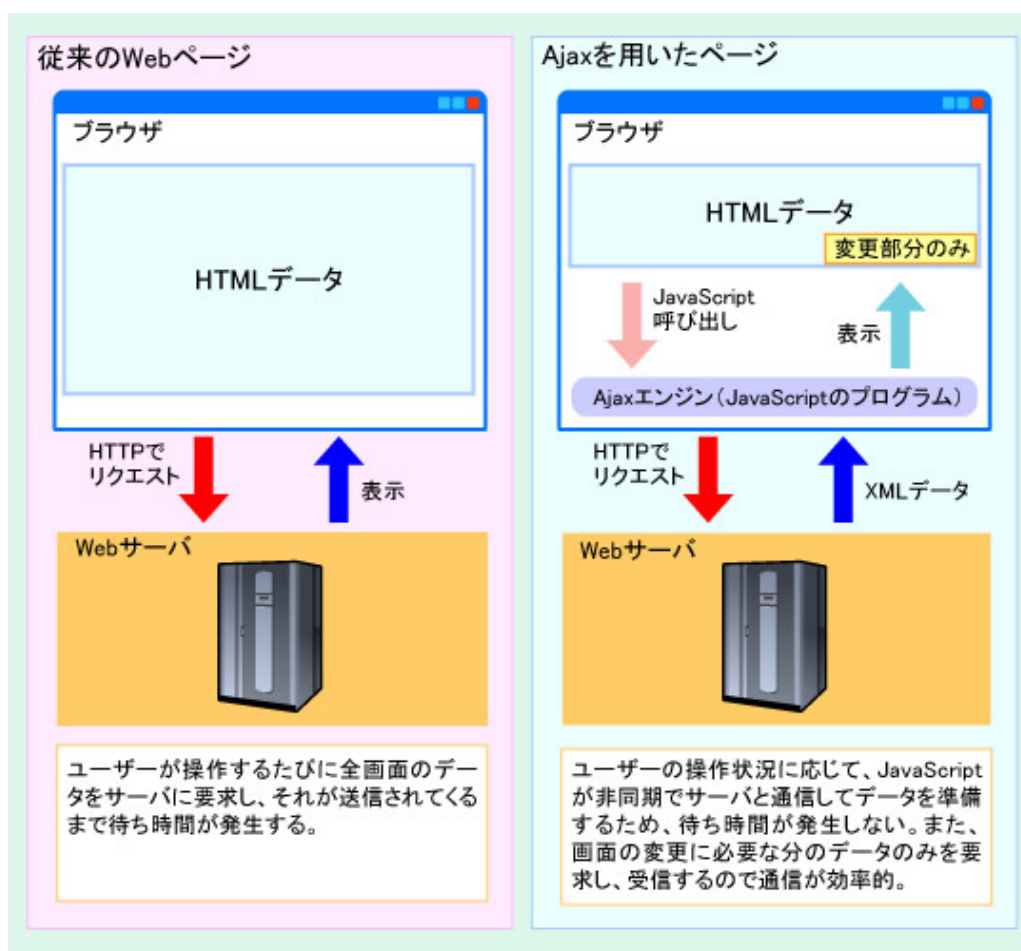 従来のWebページ
ブラウザ
HTMLデータ
HTTPで
リクエスト
表示
Webサーバ
ユーザーが操作するたびに全画面のデー
タをサーバに要求し、それが送信されてくる
まで待ち時間が発生する。
Ajaxを用いたページ
ブラウザ
HTMLデータ
変更部分のみ
JavaScript
呼び出し
表示
Ajaxエンジン（JavaScriptのプログラム）
HTTPで
リクエスト
XMLデータ
Webサーバ
ユーザーの操作状況に応じて、JavaScript
が非同期でサーバと通信してデータを準備
するため、待ち時間が発生しない。また、
画面の変更に必要な分のデータのみを要
求し、受信するので通信が効率的。